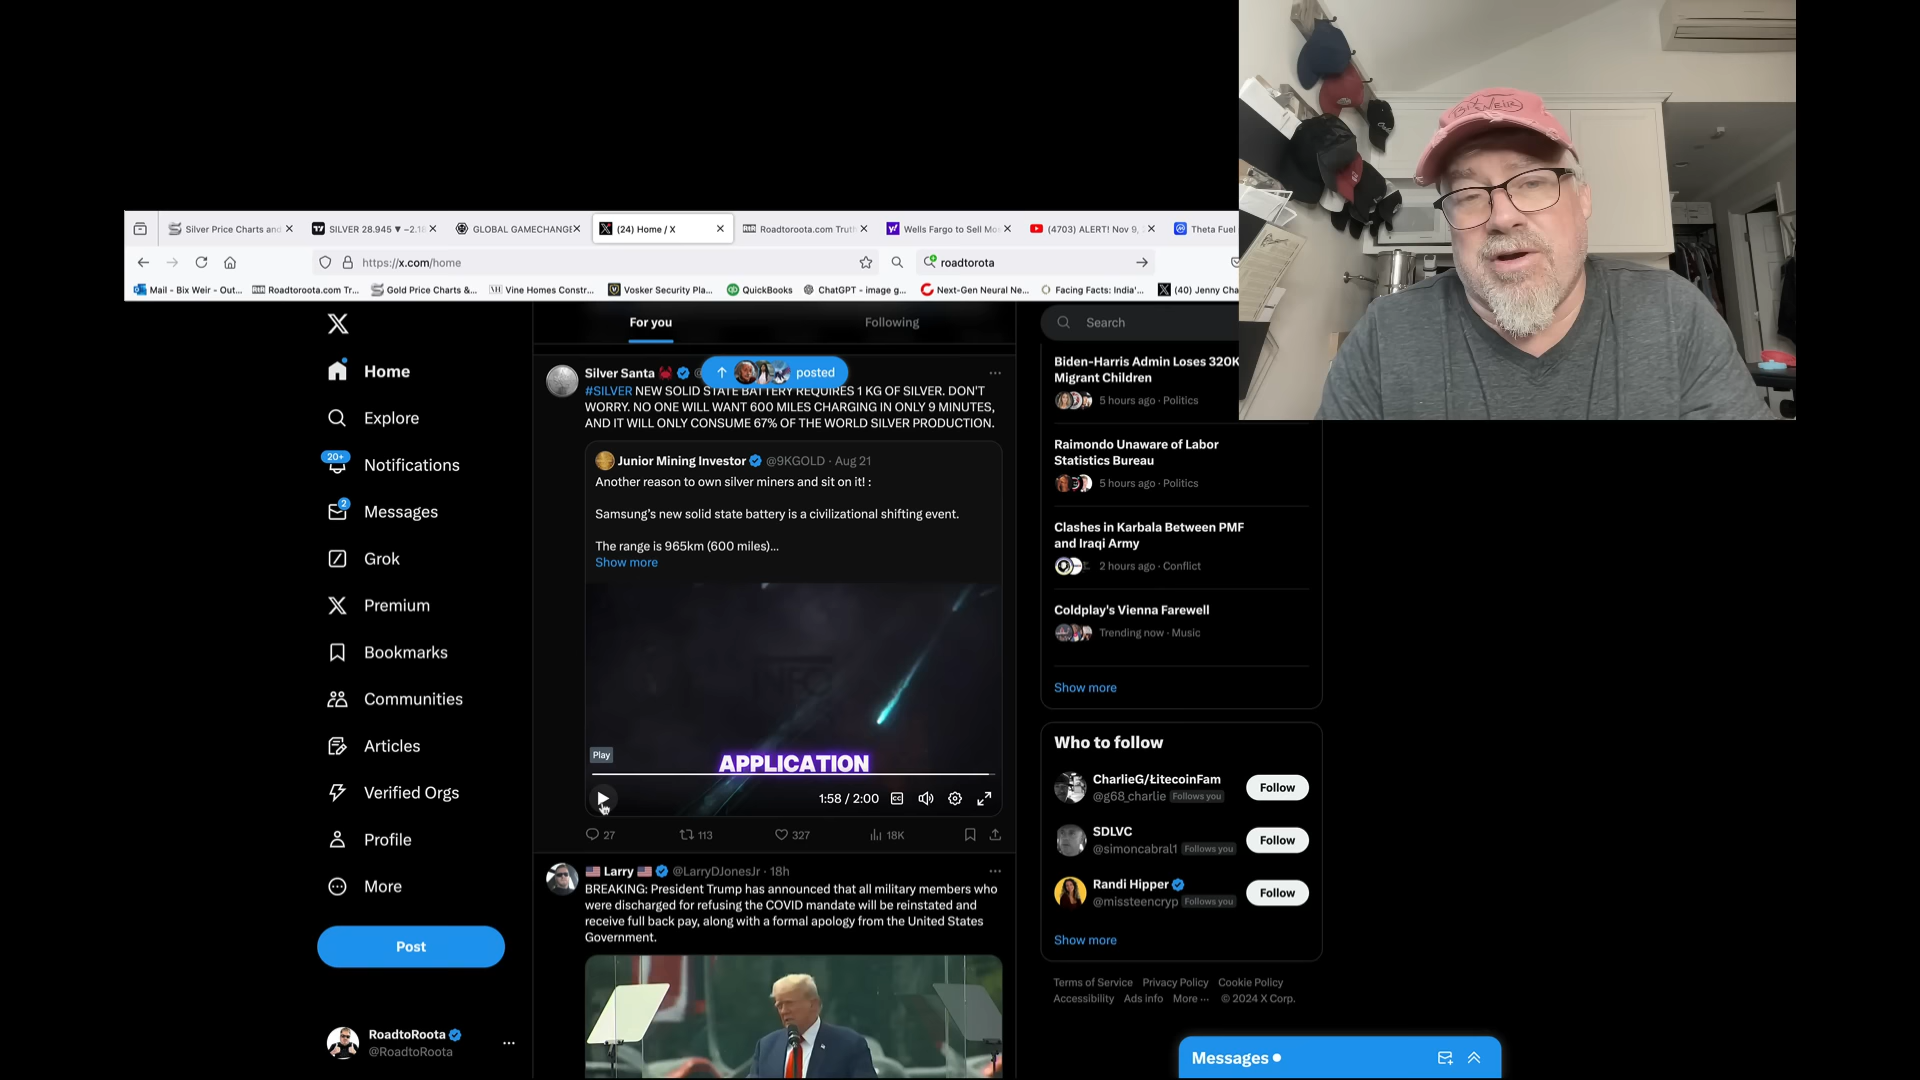 Silver Price Charts and
SILVER 28.945 ▼ −2.1
GLOBAL GAMECHANGE
(24) Home / X
Roadtoroota.com Trut
Wells Fargo to Sell Mo
(4703) ALERT! Nov 9,
Theta Fuel
https://x.com/home
roadtorota
Mail - Bix Weir - Out...
Roadtoroota.com Tr...
Gold Price Charts &...
Vine Homes Constr...
Vosker Security Pla...
QuickBooks
ChatGPT - image g...
Next-Gen Neural Ne...
Facing Facts: India'...
(40) Jenny Cha
Home
Explore
20+
Notifications
2
Messages
Grok
Premium
Bookmarks
Communities
Articles
Verified Orgs
Profile
More
Post
RoadtoRoota
@RoadtoRoota
For you
Following
posted
Silver Santa
#SILVER NEW SOLID STATE BATTERY REQUIRES 1 KG OF SILVER. DON'T
WORRY. NO ONE WILL WANT 600 MILES CHARGING IN ONLY 9 MINUTES,
AND IT WILL ONLY CONSUME 67% OF THE WORLD SILVER PRODUCTION.
Junior Mining Investor @9KGOLD · Aug 21
Another reason to own silver miners and sit on it! :
Samsung's new solid state battery is a civilizational shifting event.
The range is 965km (600 miles)...
Show more
Play
APPLICATION
1:58 / 2:00
27
113
327
18K
Larry @LarryDJonesJr · 18h
BREAKING: President Trump has announced that all military members who
were discharged for refusing the COVID mandate will be reinstated and
receive full back pay, along with a formal apology from the United States
Government.
Search
Biden-Harris Admin Loses 320K
Migrant Children
5 hours ago · Politics
Raimondo Unaware of Labor
Statistics Bureau
5 hours ago · Politics
Clashes in Karbala Between PMF
and Iraqi Army
2 hours ago · Conflict
Coldplay's Vienna Farewell
Trending now · Music
Show more
Who to follow
CharlieG/ŁitecoinFam
@g68_charlie Follows you
Follow
SDLVC
@simoncabral1 Follows you
Follow
Randi Hipper
@missteencryp Follows you
Follow
Show more
Terms of Service Privacy Policy Cookie Policy
Accessibility Ads info More ··· © 2024 X Corp.
Messages
BIX WEIR